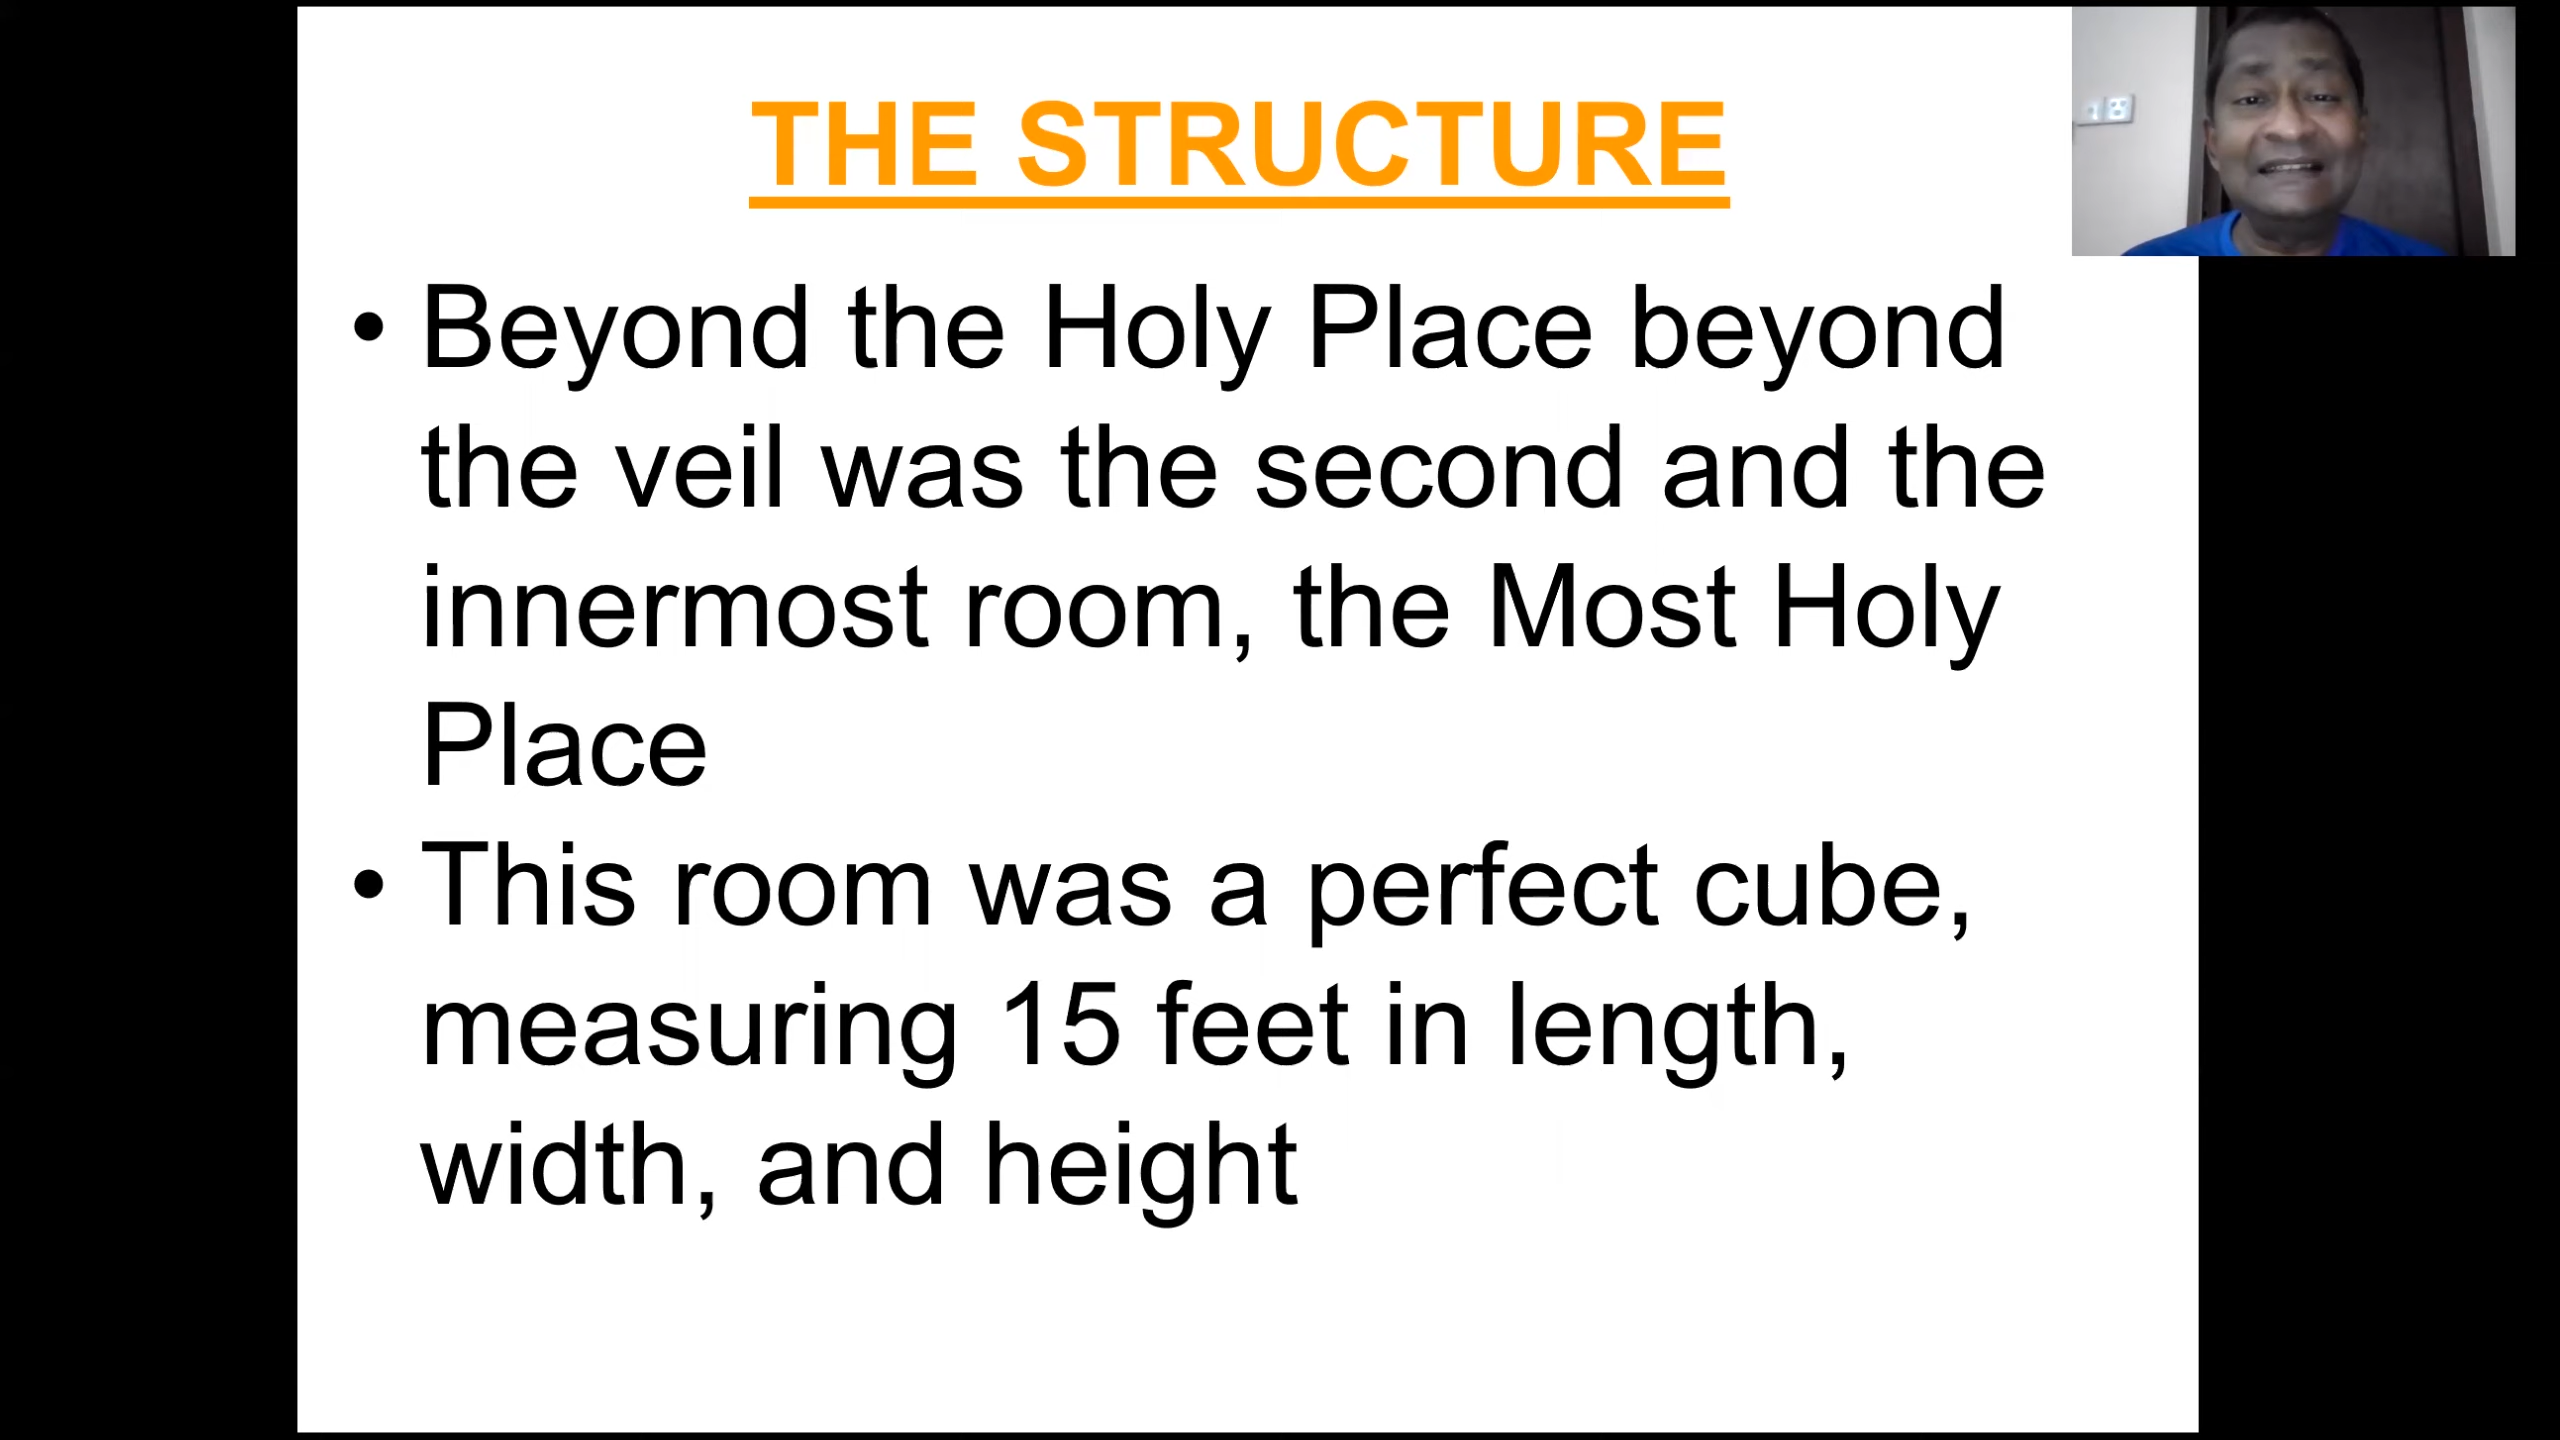 THE STRUCTURE
• Beyond the Holy Place beyond
the veil was the second and the
innermost room, the Most Holy
Place
• This room was a perfect cube,
measuring 15 feet in length,
width, and height